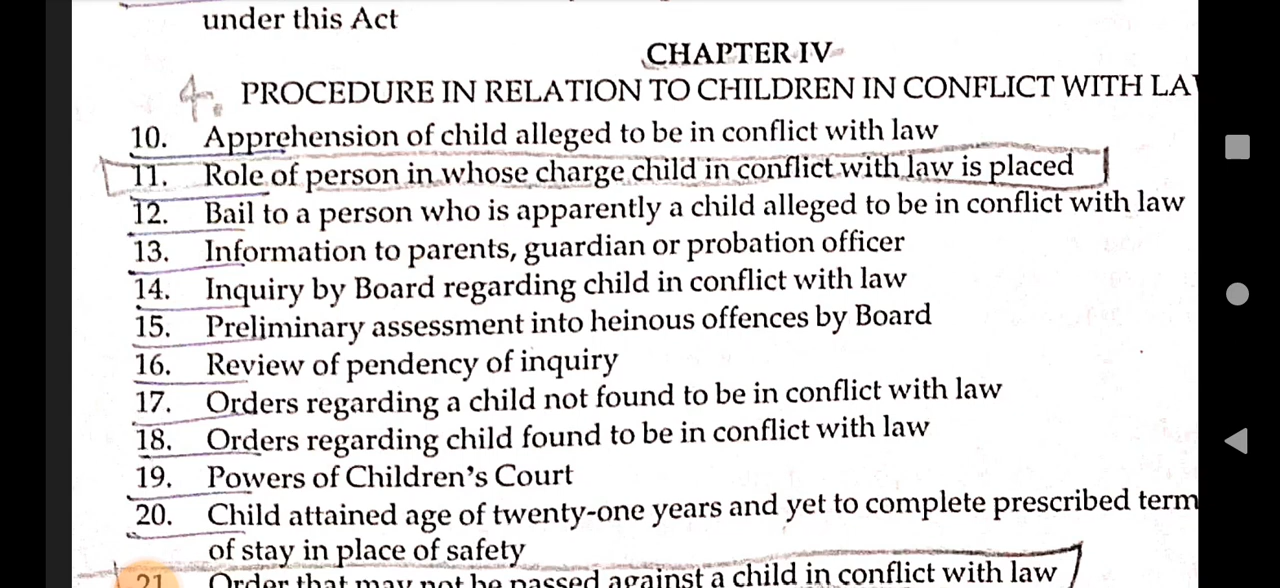 under this Act
CHAPTER IV
4. PROCEDURE IN RELATION TO CHILDREN IN CONFLICT WITH LA
10. Apprehension of child alleged to be in conflict with law
11. Role of person in whose charge child in conflict with law is placed
12. Bail to a person who is apparently a child alleged to be in conflict with law
13. Information to parents, guardian or probation officer
14. Inquiry by Board regarding child in conflict with law
15. Preliminary assessment into heinous offences by Board
16. Review of pendency of inquiry
17. Orders regarding a child not found to be in conflict with law
18. Orders regarding child found to be in conflict with law
19. Powers of Children's Court
20. Child attained age of twenty-one years and yet to complete prescribed term
of stay in place of safety
21 Order that may not be passed against a child in conflict with law